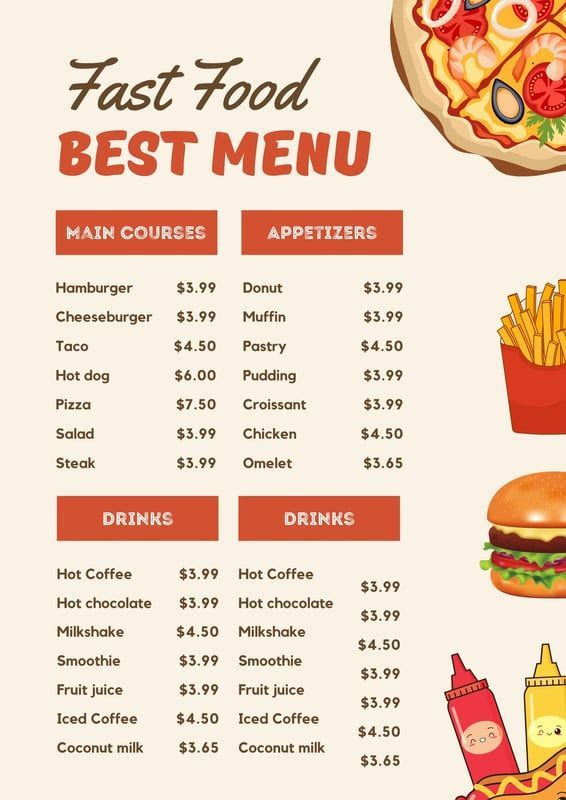 Fast Food
BEST MENU
MAIN COURSES
Hamburger $3.99
Cheeseburger $3.99
Taco $4.50
Hot dog $6.00
Pizza $7.50
Salad $3.99
Steak $3.99
APPETIZERS
Donut $3.99
Muffin $3.99
Pastry $4.50
Pudding $3.99
Croissant $3.99
Chicken $4.50
Omelet $3.65
DRINKS
Hot Coffee $3.99
Hot chocolate $3.99
Milkshake $4.50
Smoothie $3.99
Fruit juice $3.99
Iced Coffee $4.50
Coconut milk $3.65
DRINKS
Hot Coffee $3.99
Hot chocolate $3.99
Milkshake $4.50
Smoothie $3.99
Fruit juice $3.99
Iced Coffee $4.50
Coconut milk $3.65